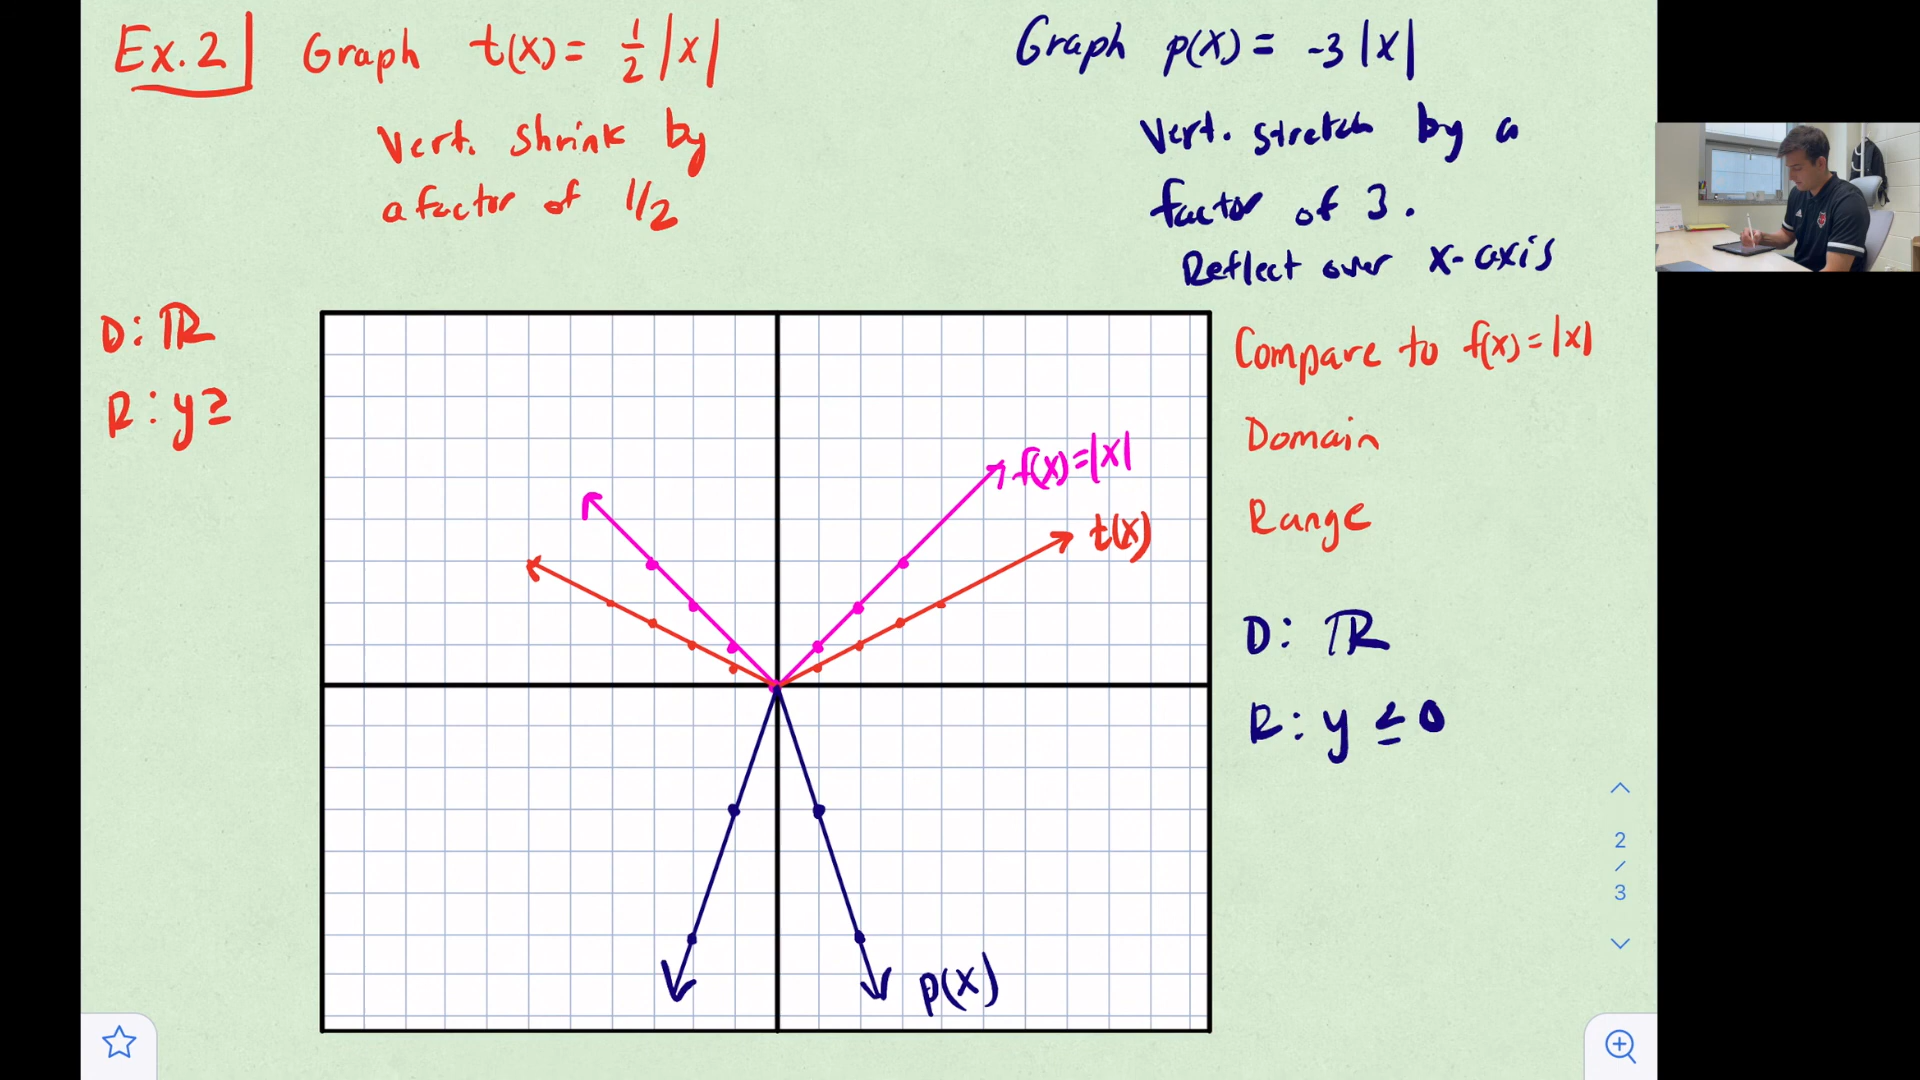 Ex. 2 Graph t(x) = 1/2 |x|
Vert. shrink by
a factor of 1/2
Graph p(x) = -3 |x|
Vert. stretch by a
factor of 3.
Reflect over x-axis
D: ℝ
R: y ≥
Compare to f(x) = |x|
Domain
Range
D: ℝ
R: y ≤ 0
f(x) = |x|
t(x)
p(x)
2
/
3